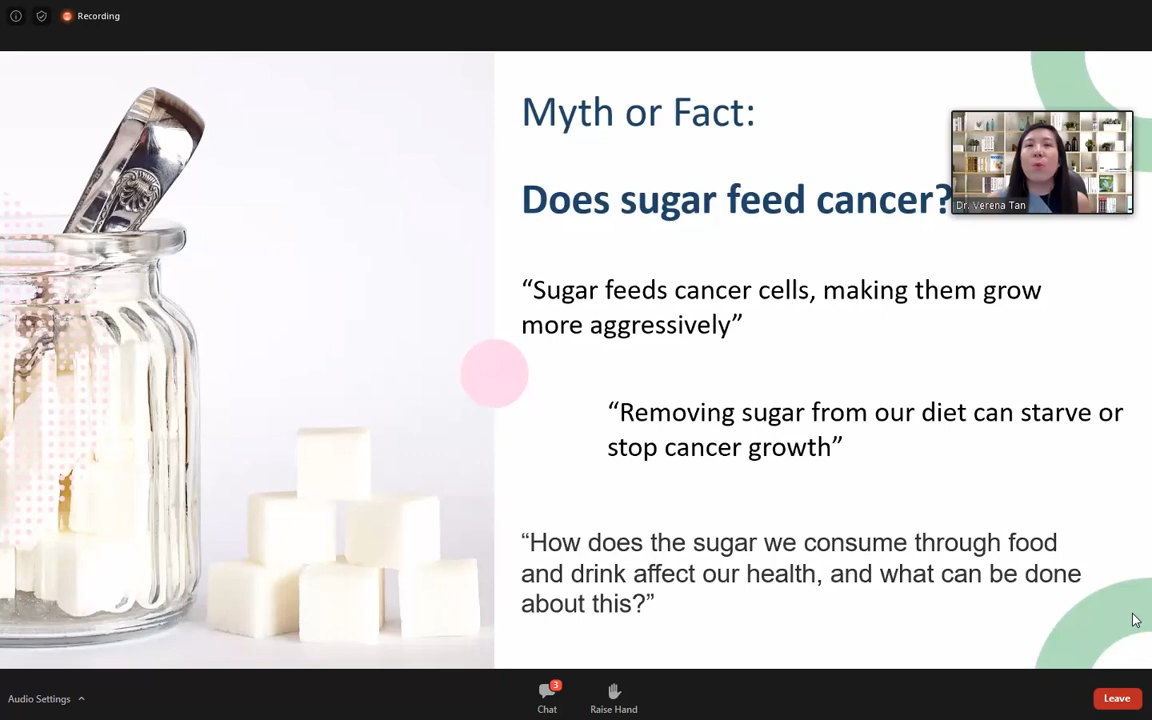 Recording
Myth or Fact:
Does sugar feed cancer?
Dr. Verena Tan
“Sugar feeds cancer cells, making them grow
more aggressively”
“Removing sugar from our diet can starve or
stop cancer growth”
“How does the sugar we consume through food
and drink affect our health, and what can be done
about this?”
Audio Settings
3
Chat
Raise Hand
Leave